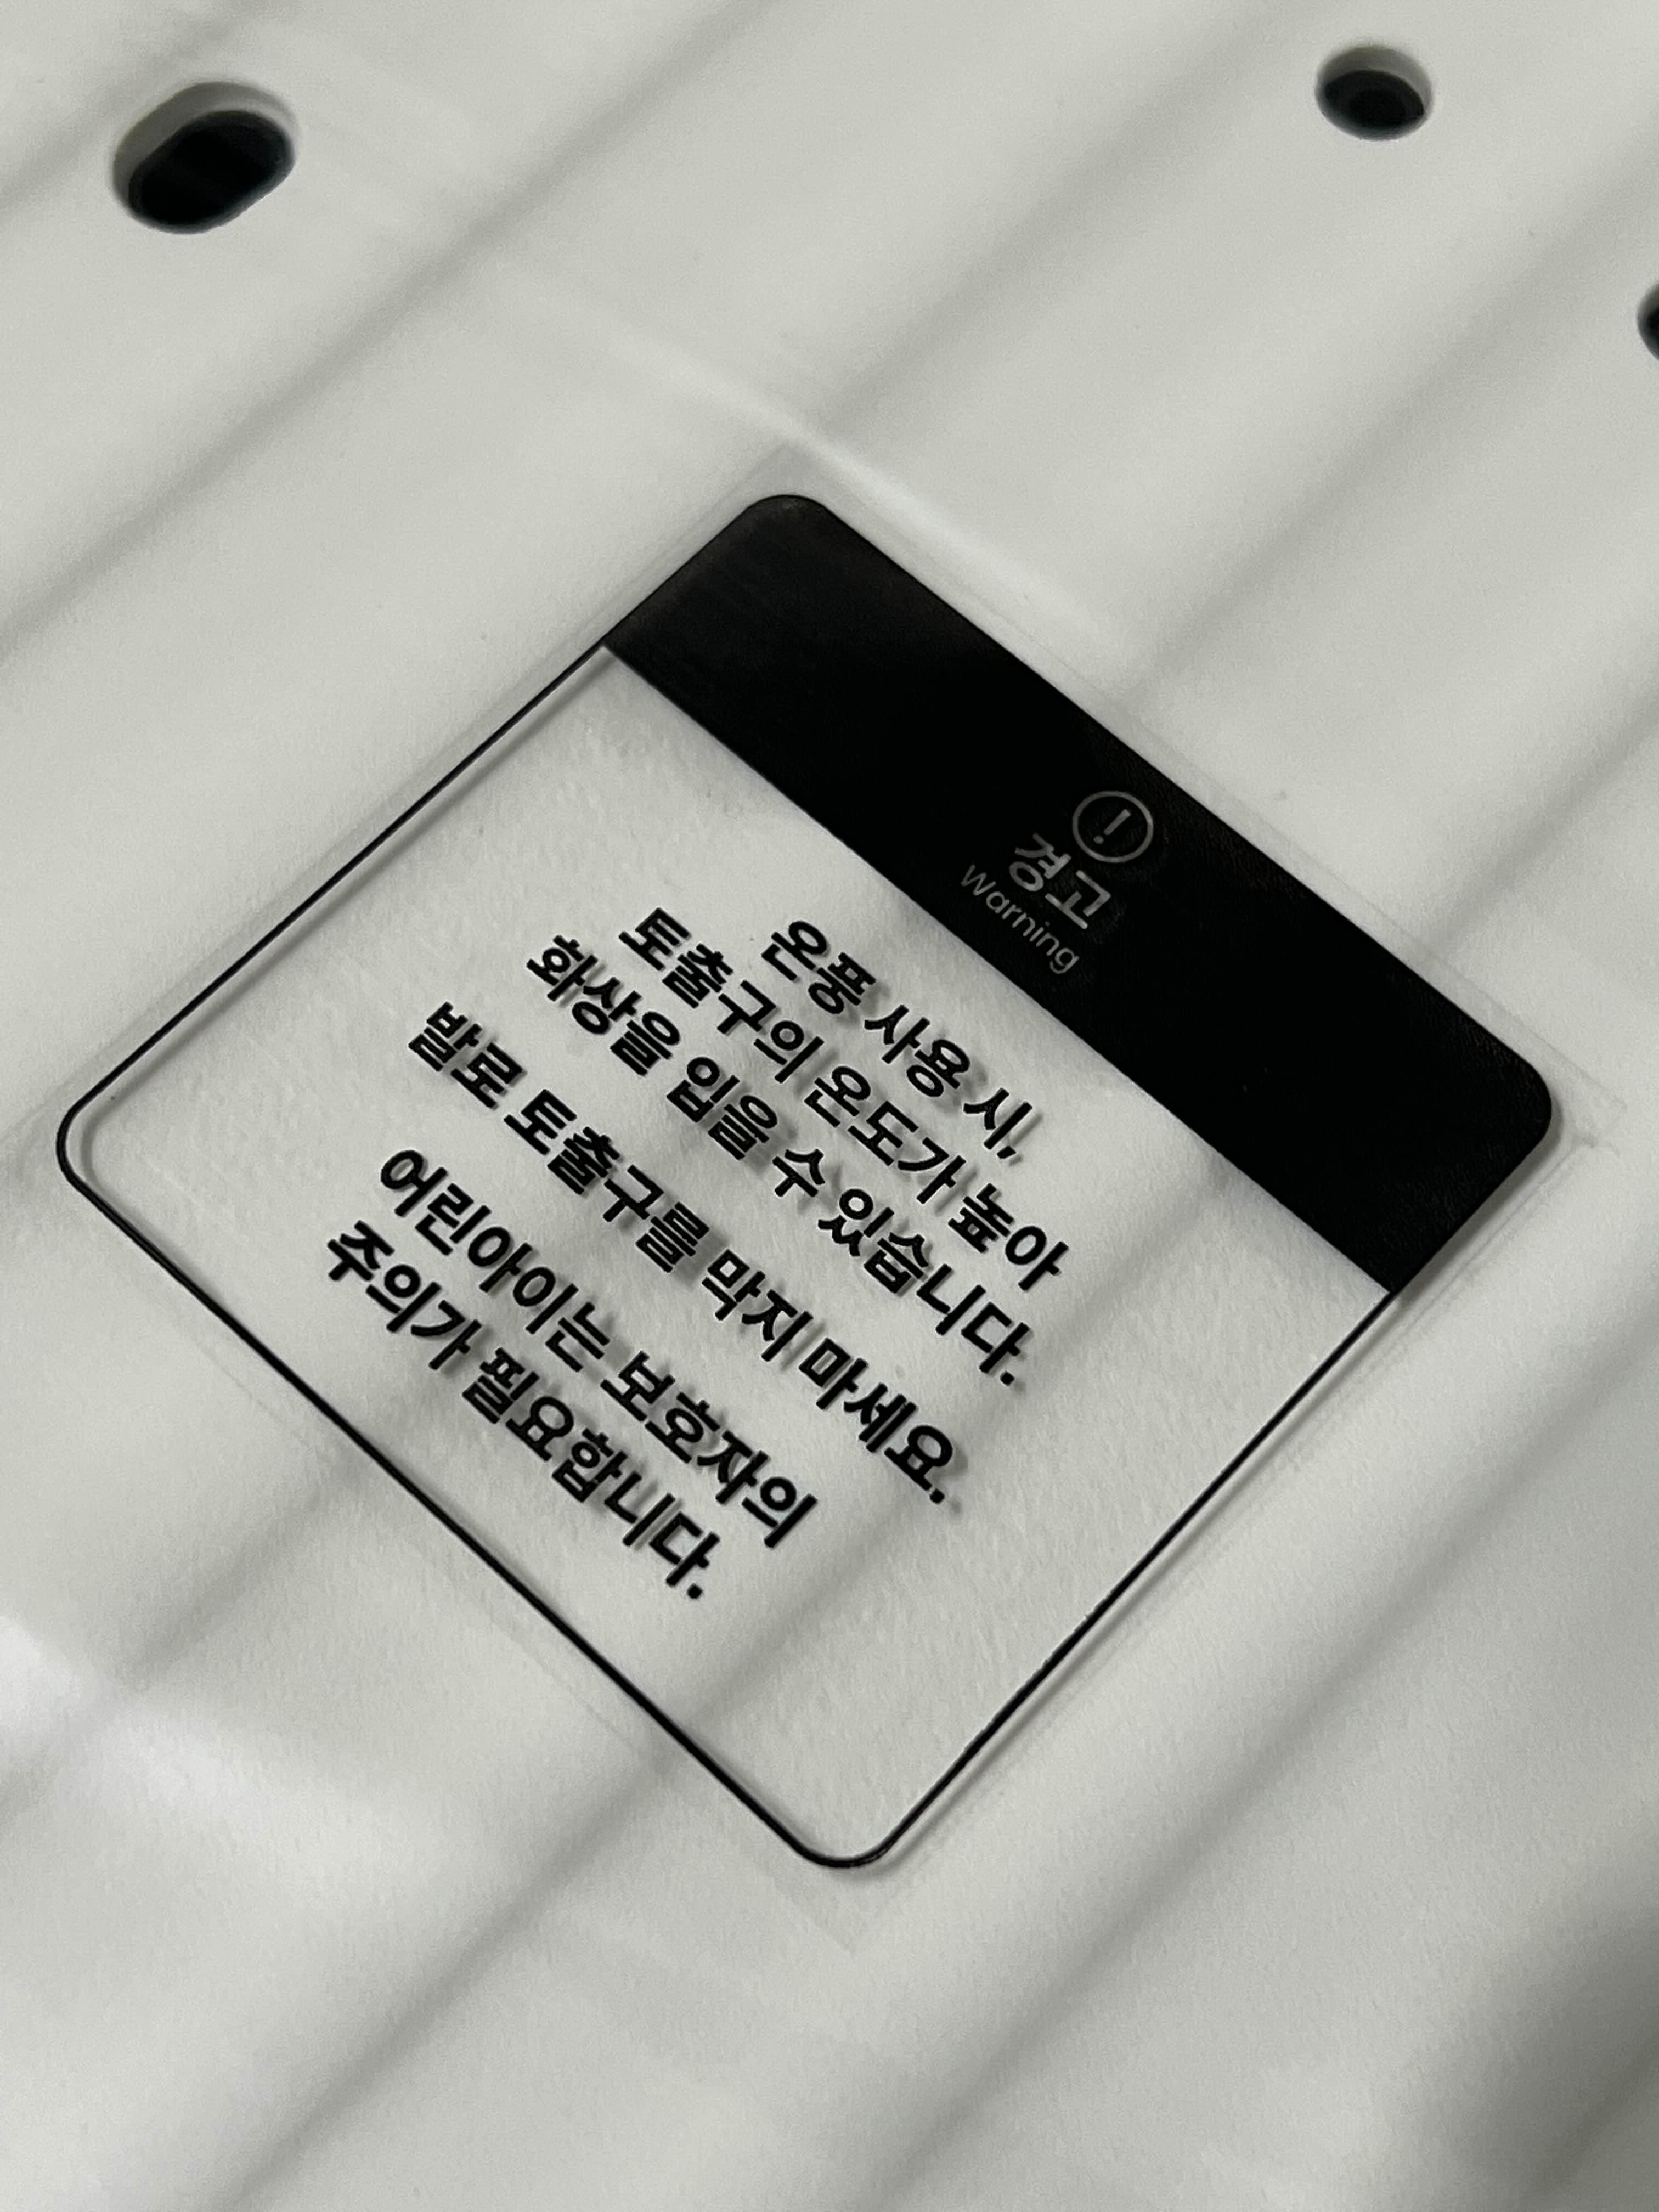 경고
Warning
온풍 사용 시,
토출구의 온도가 높아
화상을 입을 수 있습니다.
발로 토출구를 막지 마세요.
어린아이는 보호자의
주의가 필요합니다.